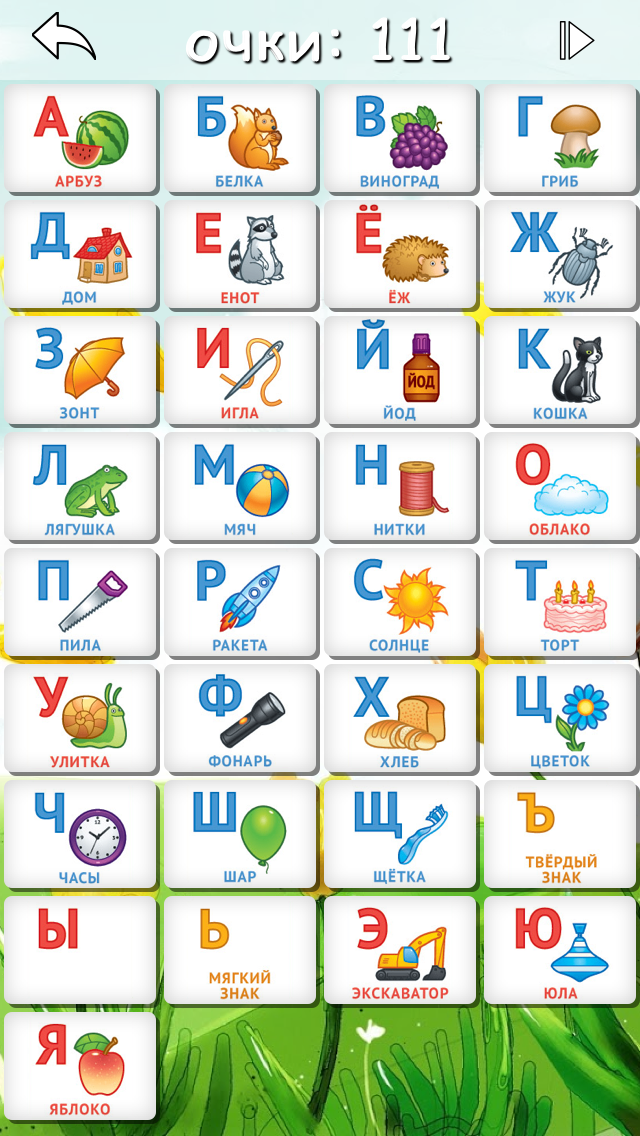 очки: 111
А Б В Г
АРБУЗ БЕЛКА ВИНОГРАД ГРИБ
Д Е Ё Ж
ДОМ ЕНОТ ЁЖ ЖУК
З И Й К
ЙОД
ЗОНТ ИГЛА ЙОД КОШКА
Л М Н О
ЛЯГУШКА МЯЧ НИТКИ ОБЛАКО
П Р С Т
ПИЛА РАКЕТА СОЛНЦЕ ТОРТ
У Ф Х Ц
УЛИТКА ФОНАРЬ ХЛЕБ ЦВЕТОК
Ч Ш Щ Ъ
ЧАСЫ ШАР ЩЁТКА ТВЁРДЫЙ
ЗНАК
Ы Ь Э Ю
МЯГКИЙ
ЗНАК ЭКСКАВАТОР ЮЛА
Я
ЯБЛОКО